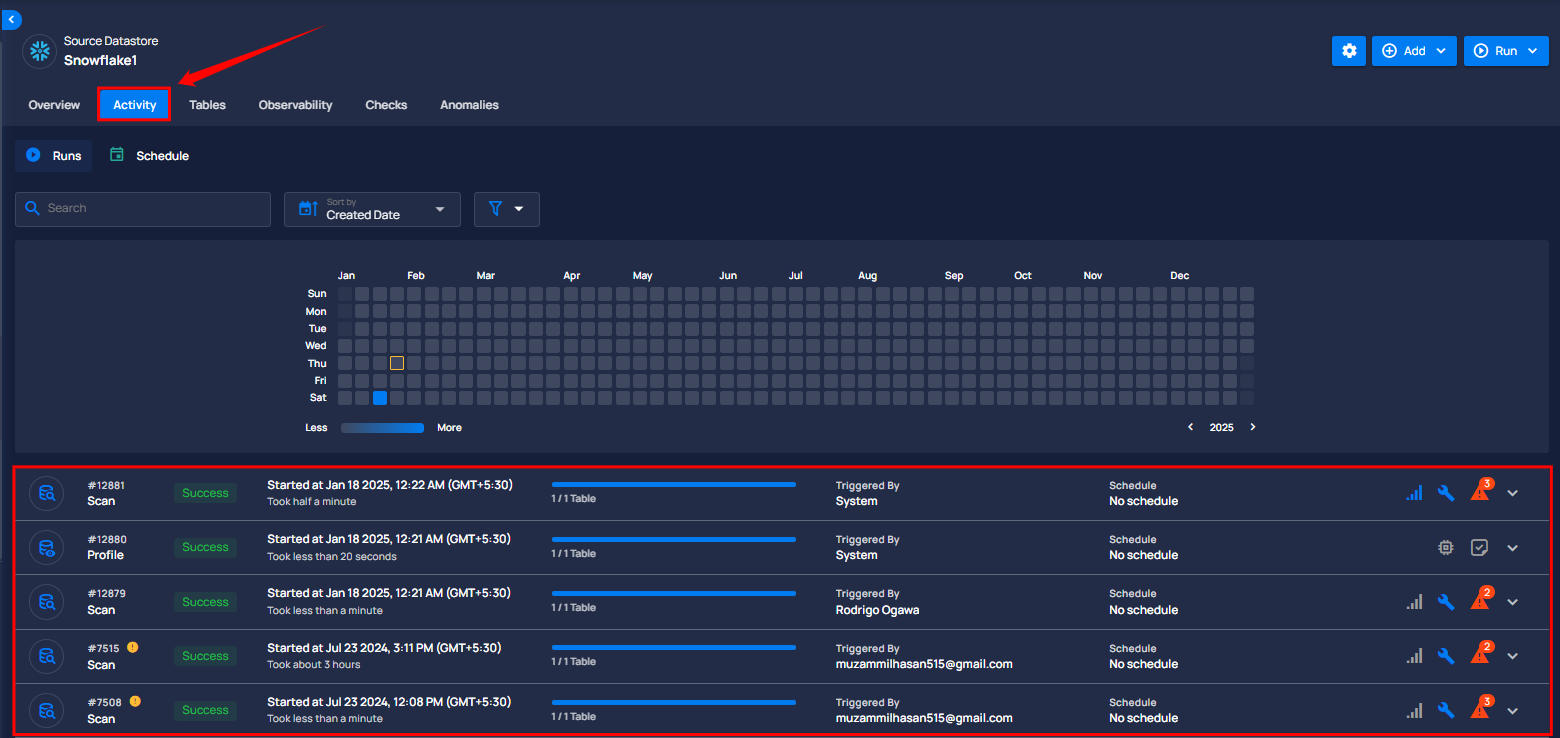 Source Datastore
Snowflake1
Add
Run
Overview
Activity
Tables
Observability
Checks
Anomalies
Runs
Schedule
Search
Sort by
Created Date
Jan Feb Mar Apr May Jun Jul Aug Sep Oct Nov Dec
Sun
Mon
Tue
Wed
Thu
Fri
Sat
Less More
2025
#12881
Scan
Success
Started at Jan 18 2025, 12:22 AM (GMT+5:30)
Took half a minute
1 / 1 Table
Triggered By
System
Schedule
No schedule
3
#12880
Profile
Success
Started at Jan 18 2025, 12:21 AM (GMT+5:30)
Took less than 20 seconds
1 / 1 Table
Triggered By
System
Schedule
No schedule
#12879
Scan
Success
Started at Jan 18 2025, 12:21 AM (GMT+5:30)
Took less than a minute
1 / 1 Table
Triggered By
Rodrigo Ogawa
Schedule
No schedule
2
#7515
Scan
Success
Started at Jul 23 2024, 3:11 PM (GMT+5:30)
Took about 3 hours
1 / 1 Table
Triggered By
muzammilhasan515@gmail.com
Schedule
No schedule
2
#7508
Scan
Success
Started at Jul 23 2024, 12:08 PM (GMT+5:30)
Took less than a minute
1 / 1 Table
Triggered By
muzammilhasan515@gmail.com
Schedule
No schedule
3